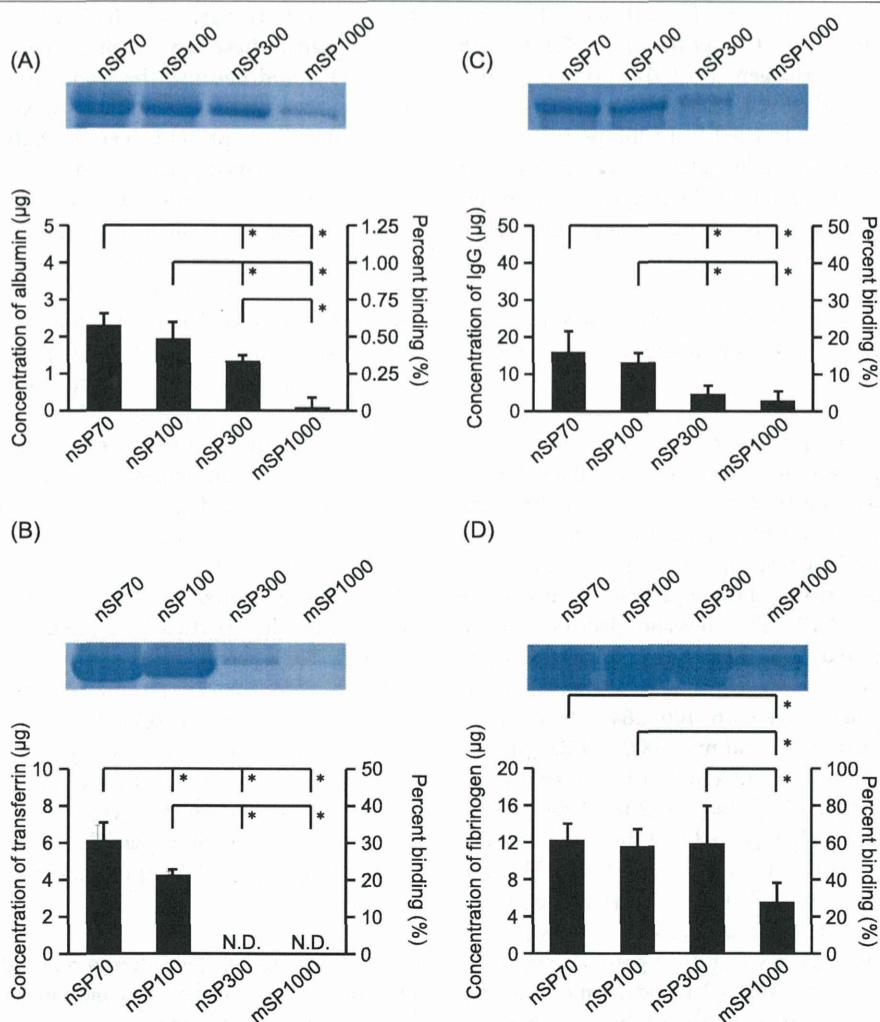 (A)
nSP70 nSP100 nSP300 mSP1000
Concentration of albumin (µg)
5
4
3
2
1
0
* *
* *
*
1.25
1.00
0.75
0.50
0.25
0
Percent binding (%)
nSP70 nSP100 nSP300 mSP1000
(B)
nSP70 nSP100 nSP300 mSP1000
Concentration of transferrin (µg)
10
8
6
4
2
0
* * *
* *
N.D. N.D.
50
40
30
20
10
0
Percent binding (%)
nSP70 nSP100 nSP300 mSP1000
(C)
nSP70 nSP100 nSP300 mSP1000
Concentration of IgG (µg)
50
40
30
20
10
0
* *
* *
50
40
30
20
10
0
Percent binding (%)
nSP70 nSP100 nSP300 mSP1000
(D)
nSP70 nSP100 nSP300 mSP1000
*
*
*
Concentration of fibrinogen (µg)
20
16
12
8
4
0
100
80
60
40
20
0
Percent binding (%)
nSP70 nSP100 nSP300 mSP1000